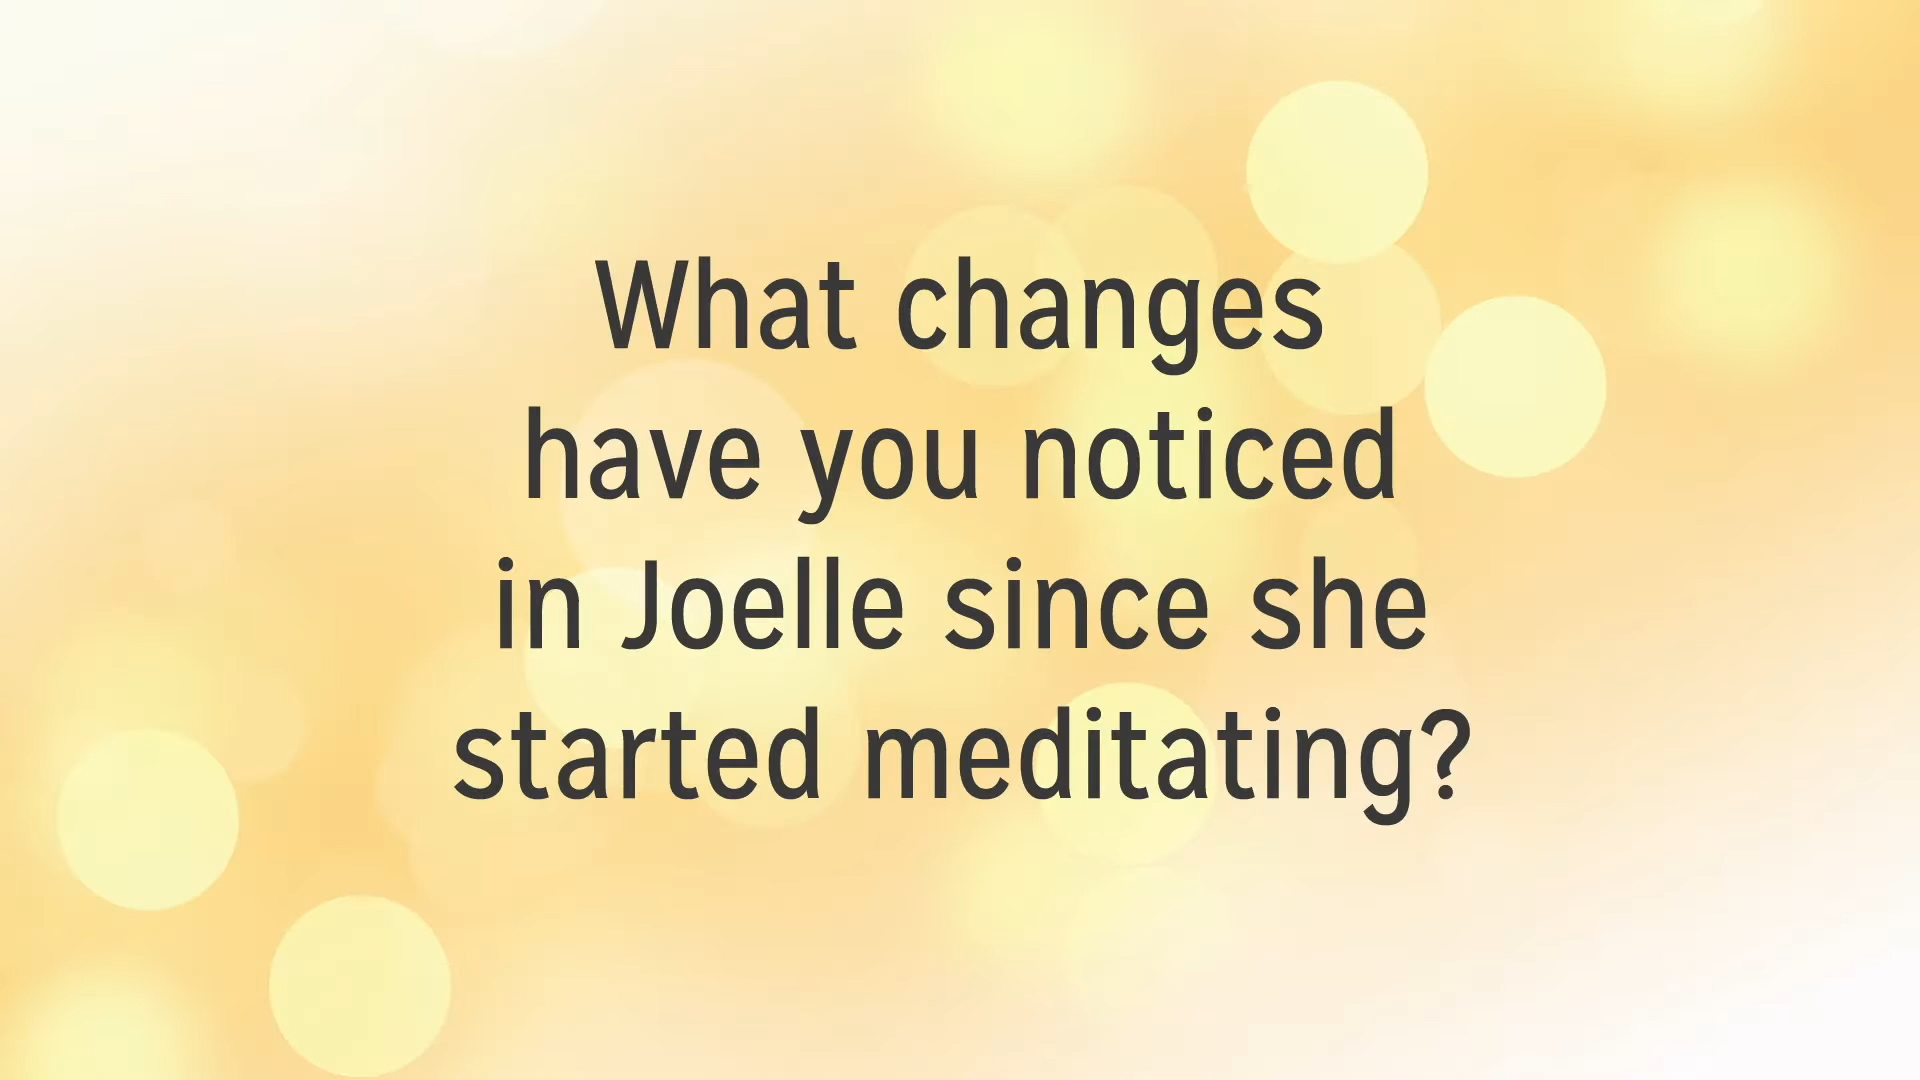 What changes
have you noticed
in Joelle since she
started meditating?